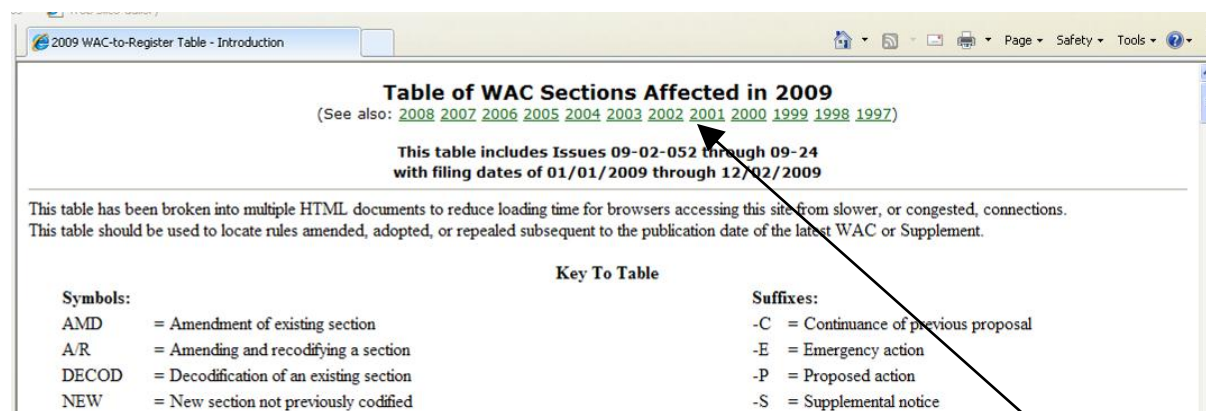 2009 WAC-to-Register Table - Introduction
Page Safety Tools
Table of WAC Sections Affected in 2009
(See also: 2008 2007 2006 2005 2004 2003 2002 2001 2000 1999 1998 1997)
This table includes Issues 09-02-052 through 09-24
with filing dates of 01/01/2009 through 12/02/2009
This table has been broken into multiple HTML documents to reduce loading time for browsers accessing this site from slower, or congested, connections.
This table should be used to locate rules amended, adopted, or repealed subsequent to the publication date of the latest WAC or Supplement.
Key To Table
Symbols: Suffixes:
AMD = Amendment of existing section -C = Continuance of previous proposal
A/R = Amending and recodifying a section -E = Emergency action
DECOD = Decodification of an existing section -P = Proposed action
NEW = New section not previously codified -S = Supplemental notice